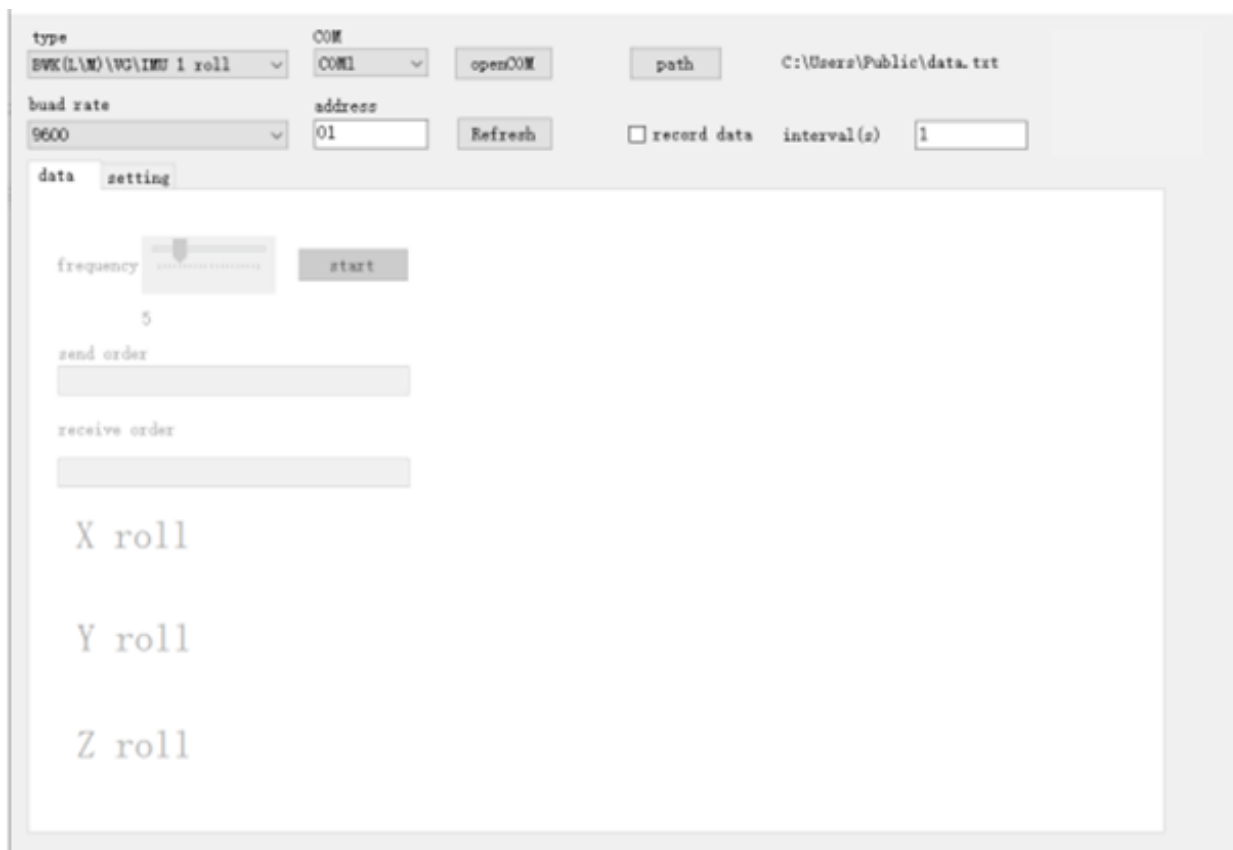 type COM
BWK(L\M)\VG\IMU 1 roll COM1 openCOM path C:\Users\Public\data.txt
buad rate address
9600 01 Refresh record data interval(s) 1
data setting
frequency start
5
send order
receive order
X roll
Y roll
Z roll